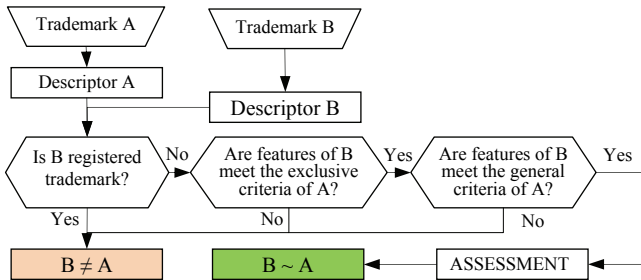 Trademark A
Trademark B
Descriptor A
Descriptor B
Is B registered
trademark?
No
Are features of B
meet the exclusive
criteria of A?
Yes
Are features of B
meet the general
criteria of A?
Yes
Yes
No
No
B ≠ A
B ~ A
ASSESSMENT